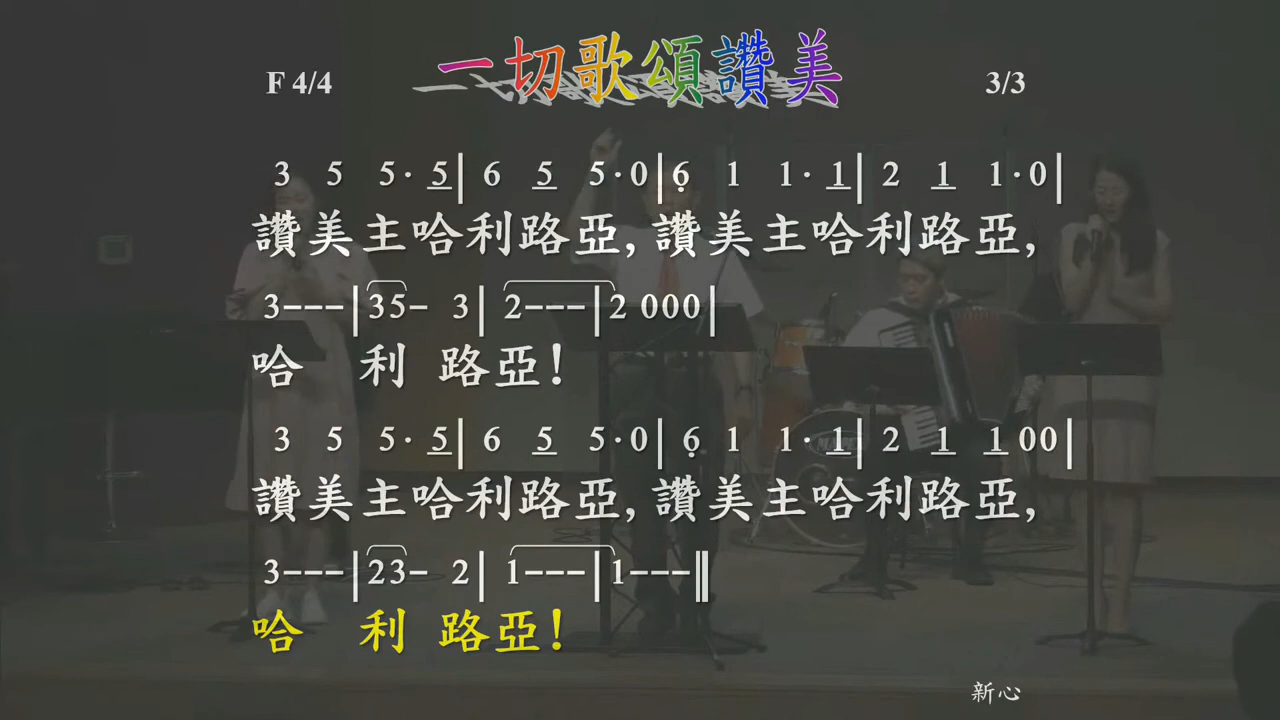 一切歌頌讚美
F 4/4
3/3
3 5 5· 5| 6 5 5·0|6̣ 1 1· 1| 2 1 1·0|
讚美主哈利路亞,讚美主哈利路亞,
3---|35- 3| 2---|2 000|
哈 利 路亞!
3 5 5· 5| 6 5 5·0| 6̣ 1 1· 1| 2 1 1 00|
讚美主哈利路亞,讚美主哈利路亞,
3---|23- 2| 1---|1---‖
哈 利 路亞!
新心